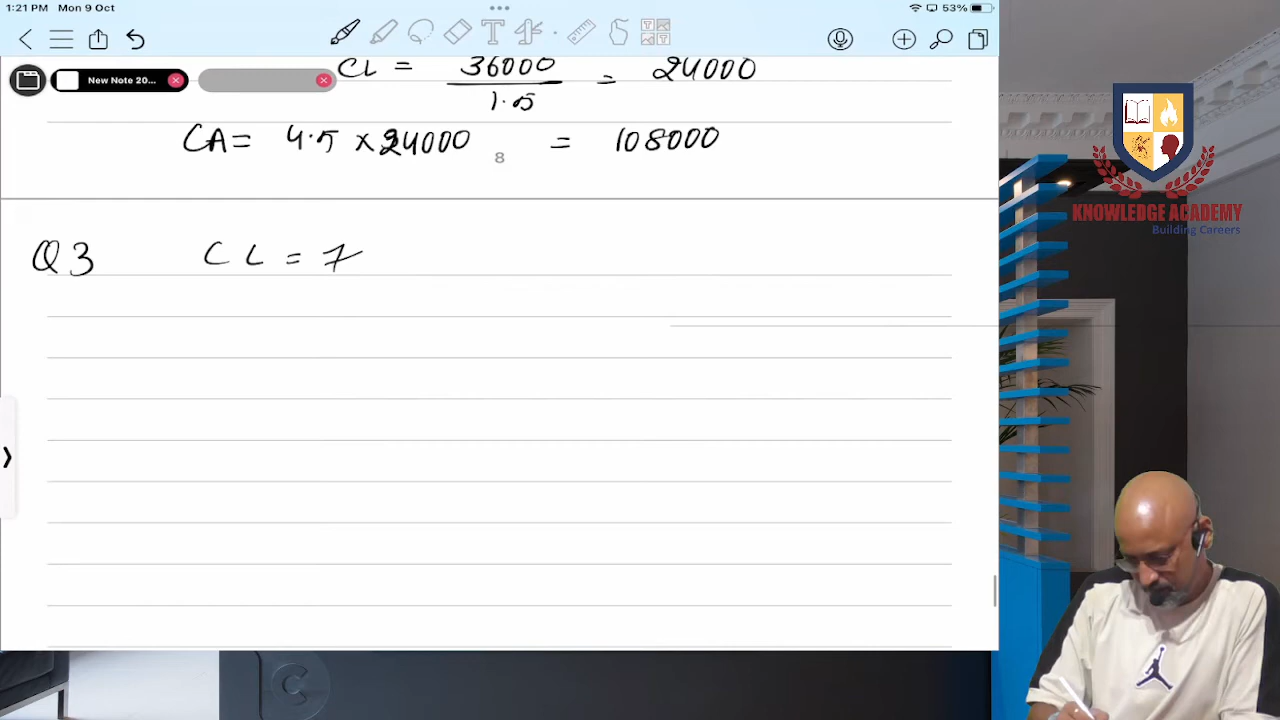 1:21 PM Mon 9 Oct
53%
New Note 20...
CL = 36000 / 1.5 = 24000
CA = 4.5 × 24000 = 108000
8
Q3 CL = 7
KNOWLEDGE ACADEMY
Building Careers